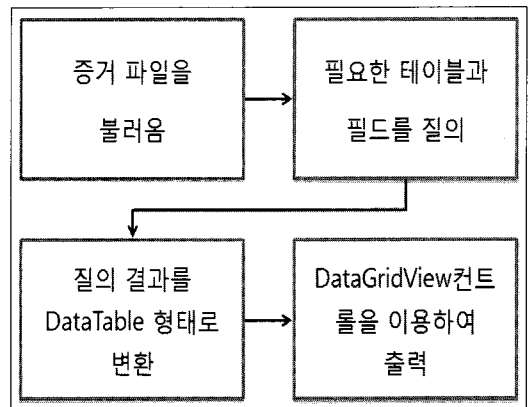 증거 파일을
불러옴
필요한 테이블과
필드를 질의
질의 결과를
DataTable 형태로
변환
DataGridView컨트
롤을 이용하여
출력